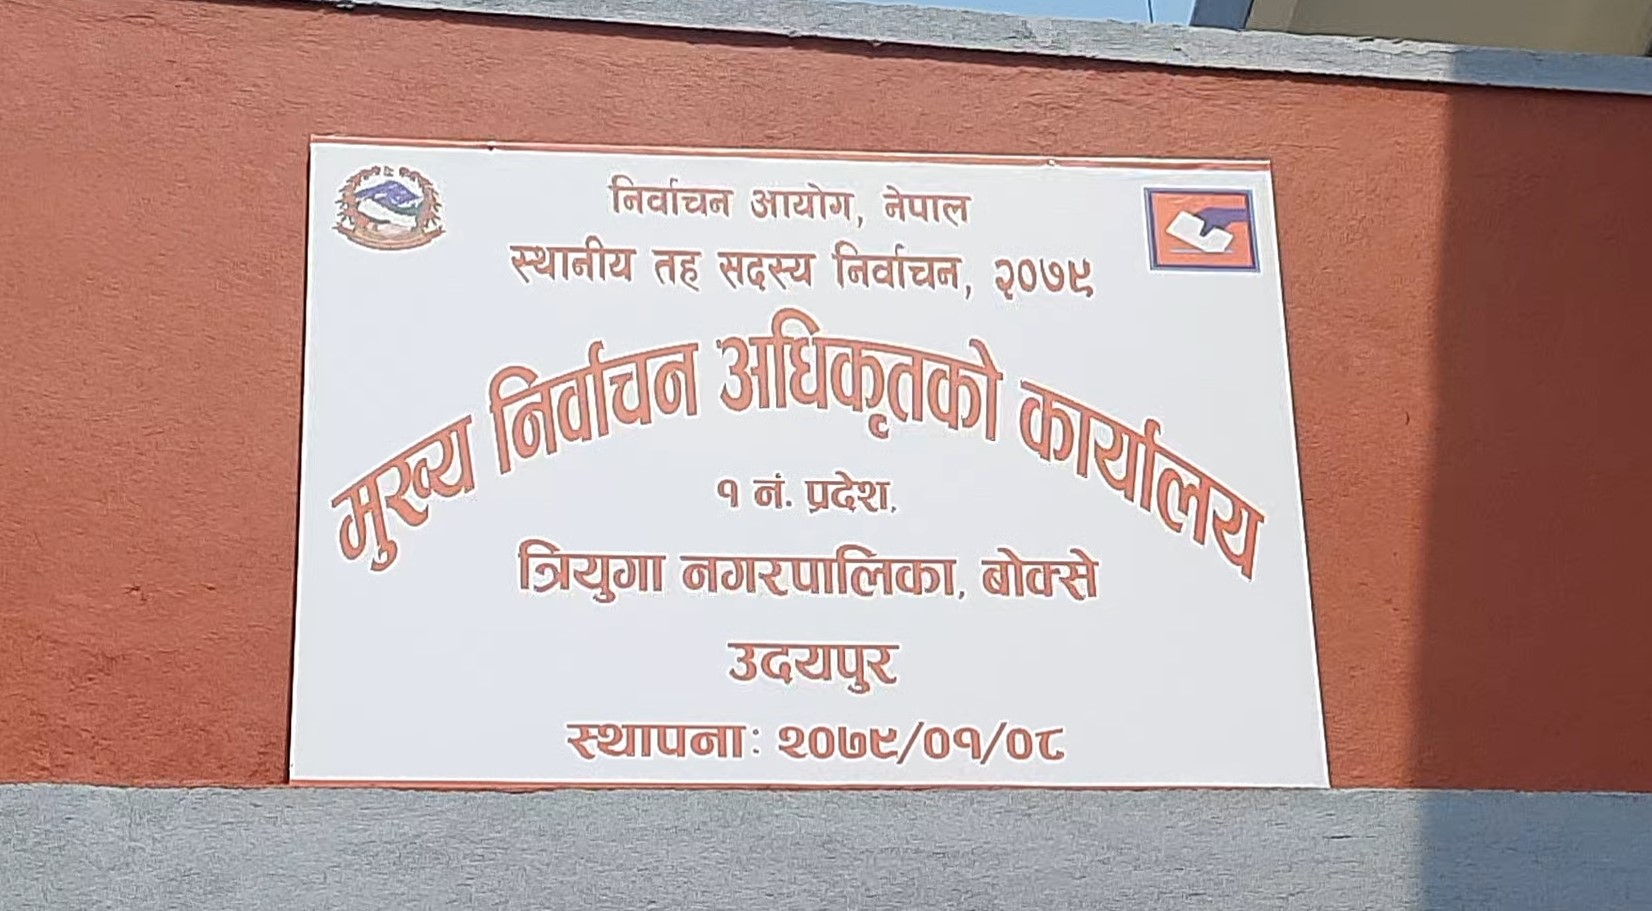 निर्वाचन आयोग, नेपाल
स्थानीय तह सदस्य निर्वाचन, २०७९
मुख्य निर्वाचन अधिकृतको कार्यालय
१ नं. प्रदेश,
त्रियुगा नगरपालिका, बोक्से
उदयपुर
स्थापना: २०७९/०१/०८